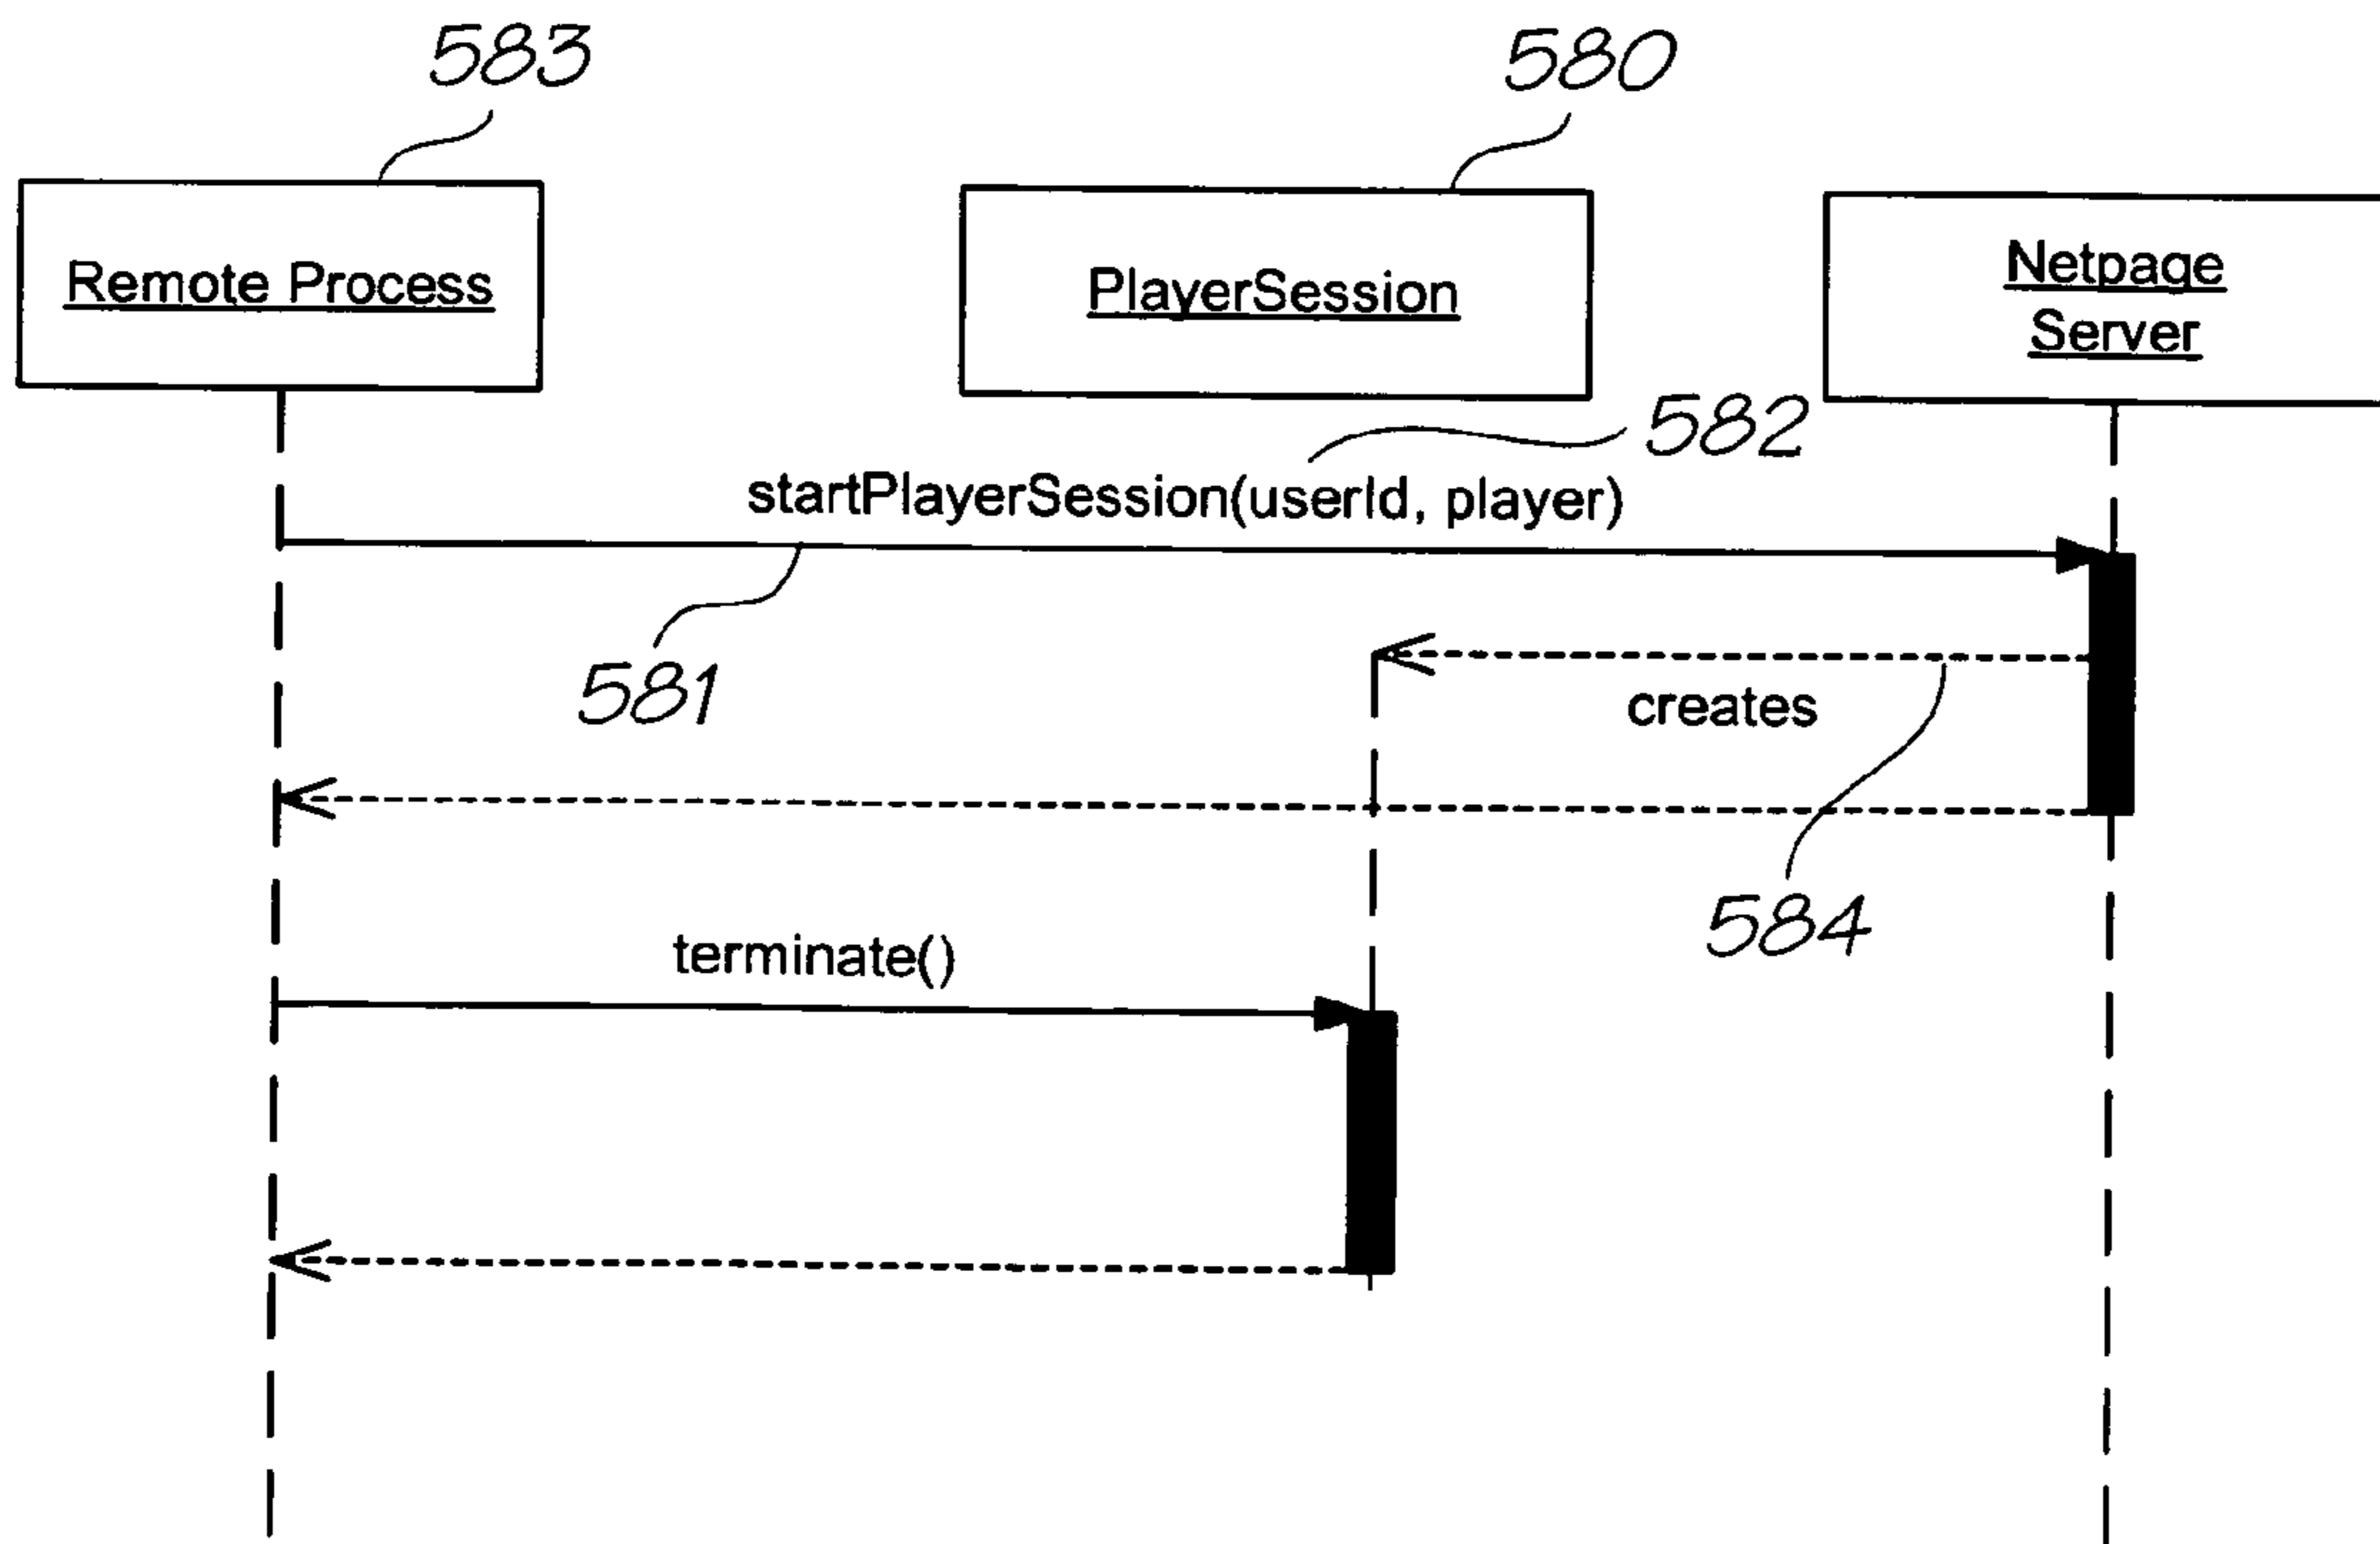 583
580
Remote Process
PlayerSession
Netpage
Server
582
startPlayerSession(userId, player)
581
creates
584
terminate()